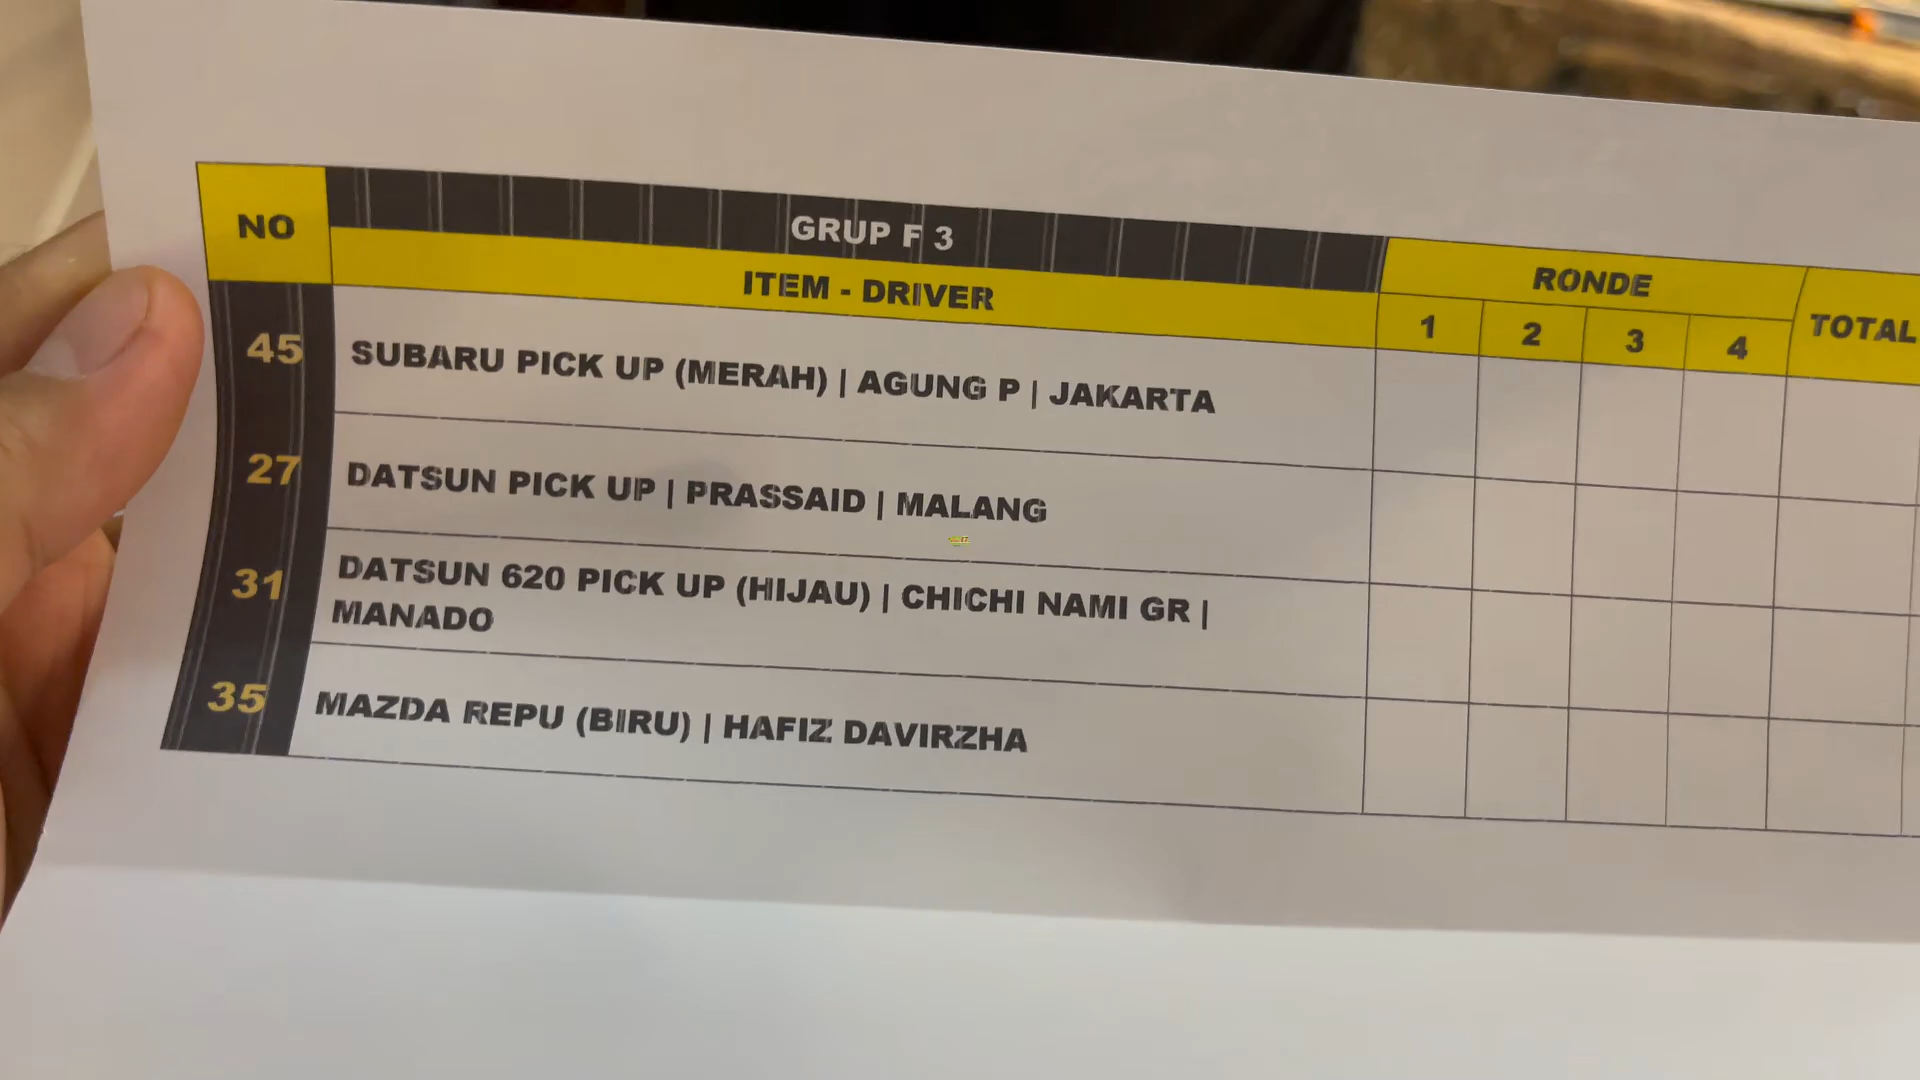 NO
GRUP F 3
ITEM - DRIVER
RONDE
1 2 3 4
TOTAL
45 SUBARU PICK UP (MERAH) | AGUNG P | JAKARTA
27 DATSUN PICK UP | PRASSAID | MALANG
31 DATSUN 620 PICK UP (HIJAU) | CHICHI NAMI GR |
MANADO
35 MAZDA REPU (BIRU) | HAFIZ DAVIRZHA